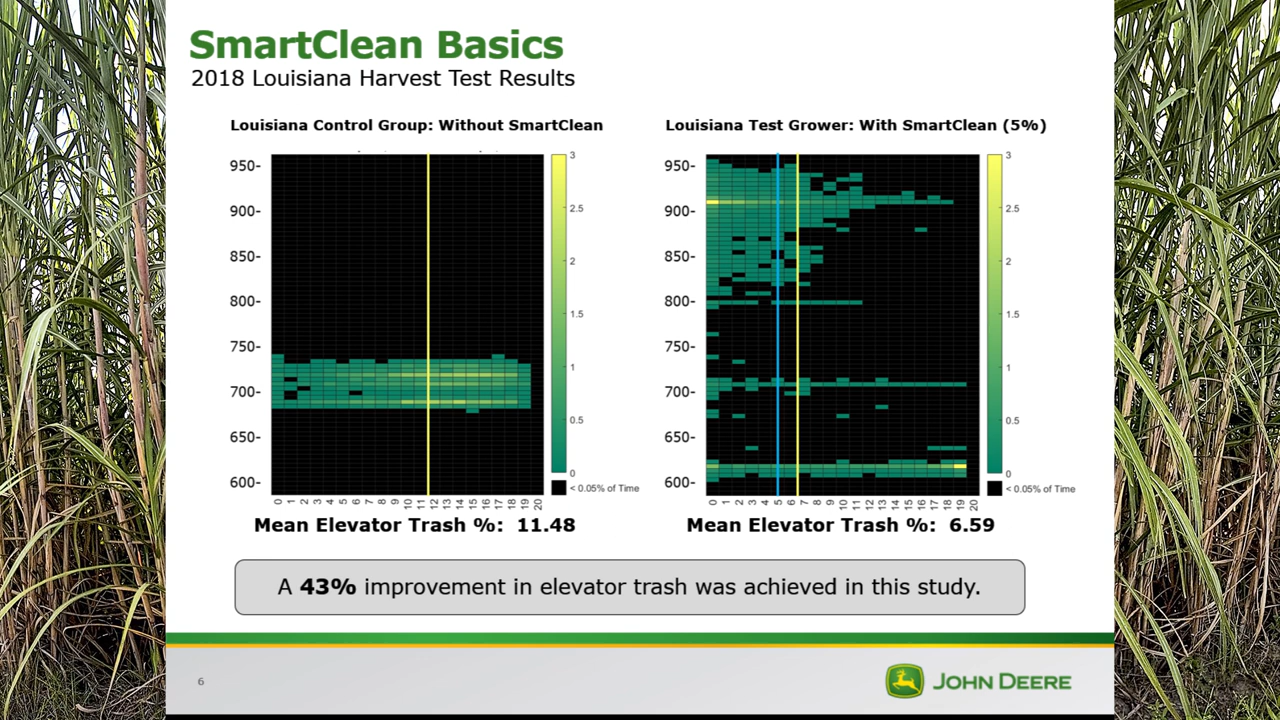 SmartClean Basics
2018 Louisiana Harvest Test Results
Louisiana Control Group: Without SmartClean
950-
900-
850-
800-
750-
700-
650-
600-
0 1 2 3 4 5 6 7 8 9 10 11 12 13 14 15 16 17 18 19 20
3
2.5
2
1.5
1
0.5
0
< 0.05% of Time
Mean Elevator Trash %: 11.48
Louisiana Test Grower: With SmartClean (5%)
950-
900-
850-
800-
750-
700-
650-
600-
0 1 2 3 4 5 6 7 8 9 10 11 12 13 14 15 16 17 18 19 20
3
2.5
2
1.5
1
0.5
0
< 0.05% of Time
Mean Elevator Trash %: 6.59
A 43% improvement in elevator trash was achieved in this study.
6
JOHN DEERE